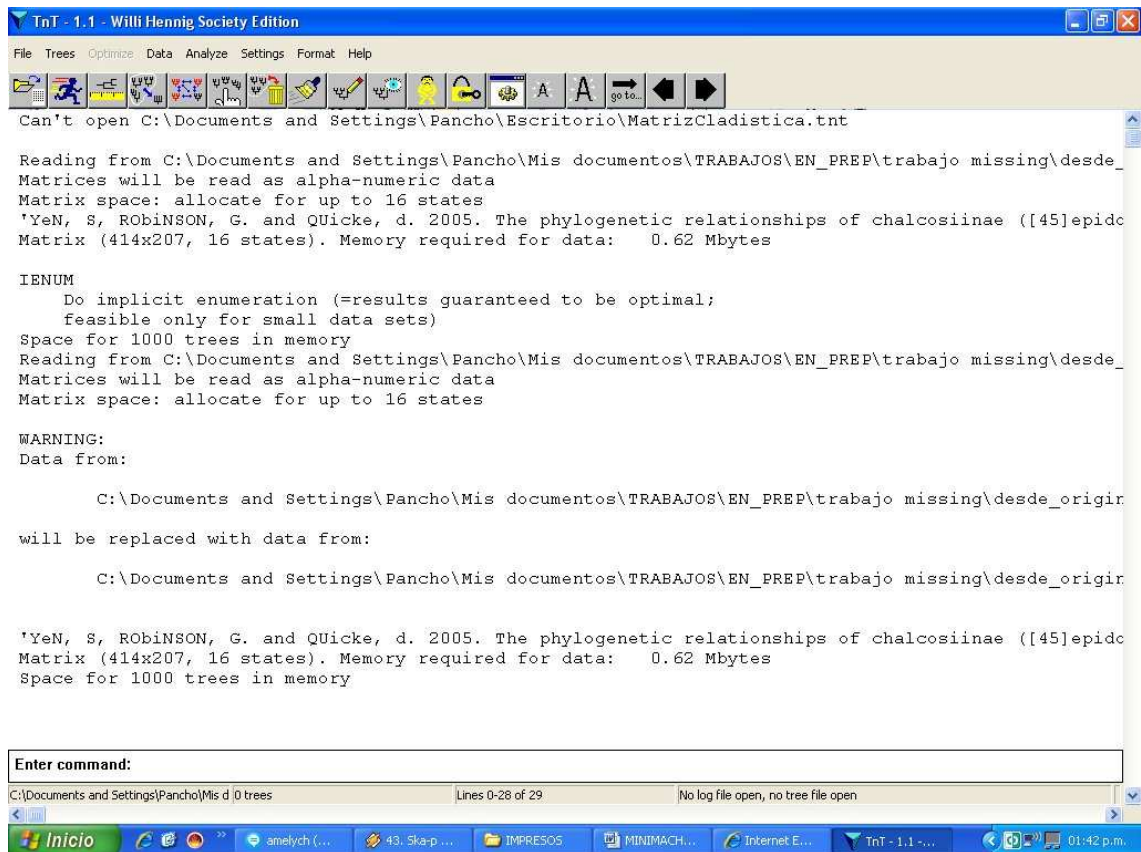 TnT - 1.1 - Willi Hennig Society Edition
File Trees Optimize Data Analyze Settings Format Help
A A go to...
Can't open C:\Documents and Settings\Pancho\Escritorio\MatrizCladistica.tnt
Reading from C:\Documents and Settings\Pancho\Mis documentos\TRABAJOS\EN_PREP\trabajo missing\desde_
Matrices will be read as alpha-numeric data
Matrix space: allocate for up to 16 states
'YeN, S, RObiNSON, G. and QUicke, d. 2005. The phylogenetic relationships of chalcosiinae ([45]epido
Matrix (414x207, 16 states). Memory required for data: 0.62 Mbytes
IENUM
Do implicit enumeration (=results guaranteed to be optimal;
feasible only for small data sets)
Space for 1000 trees in memory
Reading from C:\Documents and Settings\Pancho\Mis documentos\TRABAJOS\EN_PREP\trabajo missing\desde_
Matrices will be read as alpha-numeric data
Matrix space: allocate for up to 16 states
WARNING:
Data from:
C:\Documents and Settings\Pancho\Mis documentos\TRABAJOS\EN_PREP\trabajo missing\desde_origin
will be replaced with data from:
C:\Documents and Settings\Pancho\Mis documentos\TRABAJOS\EN_PREP\trabajo missing\desde_origin
'YeN, S, RObiNSON, G. and QUicke, d. 2005. The phylogenetic relationships of chalcosiinae ([45]epido
Matrix (414x207, 16 states). Memory required for data: 0.62 Mbytes
Space for 1000 trees in memory
Enter command:
C:\Documents and Settings\Pancho\Mis d 0 trees Lines 0-28 of 29 No log file open, no tree file open
Inicio amelych (... 43. Ska-p ... IMPRESOS MINIMACH... Internet E... TnT - 1.1 -... 01:42 p.m.